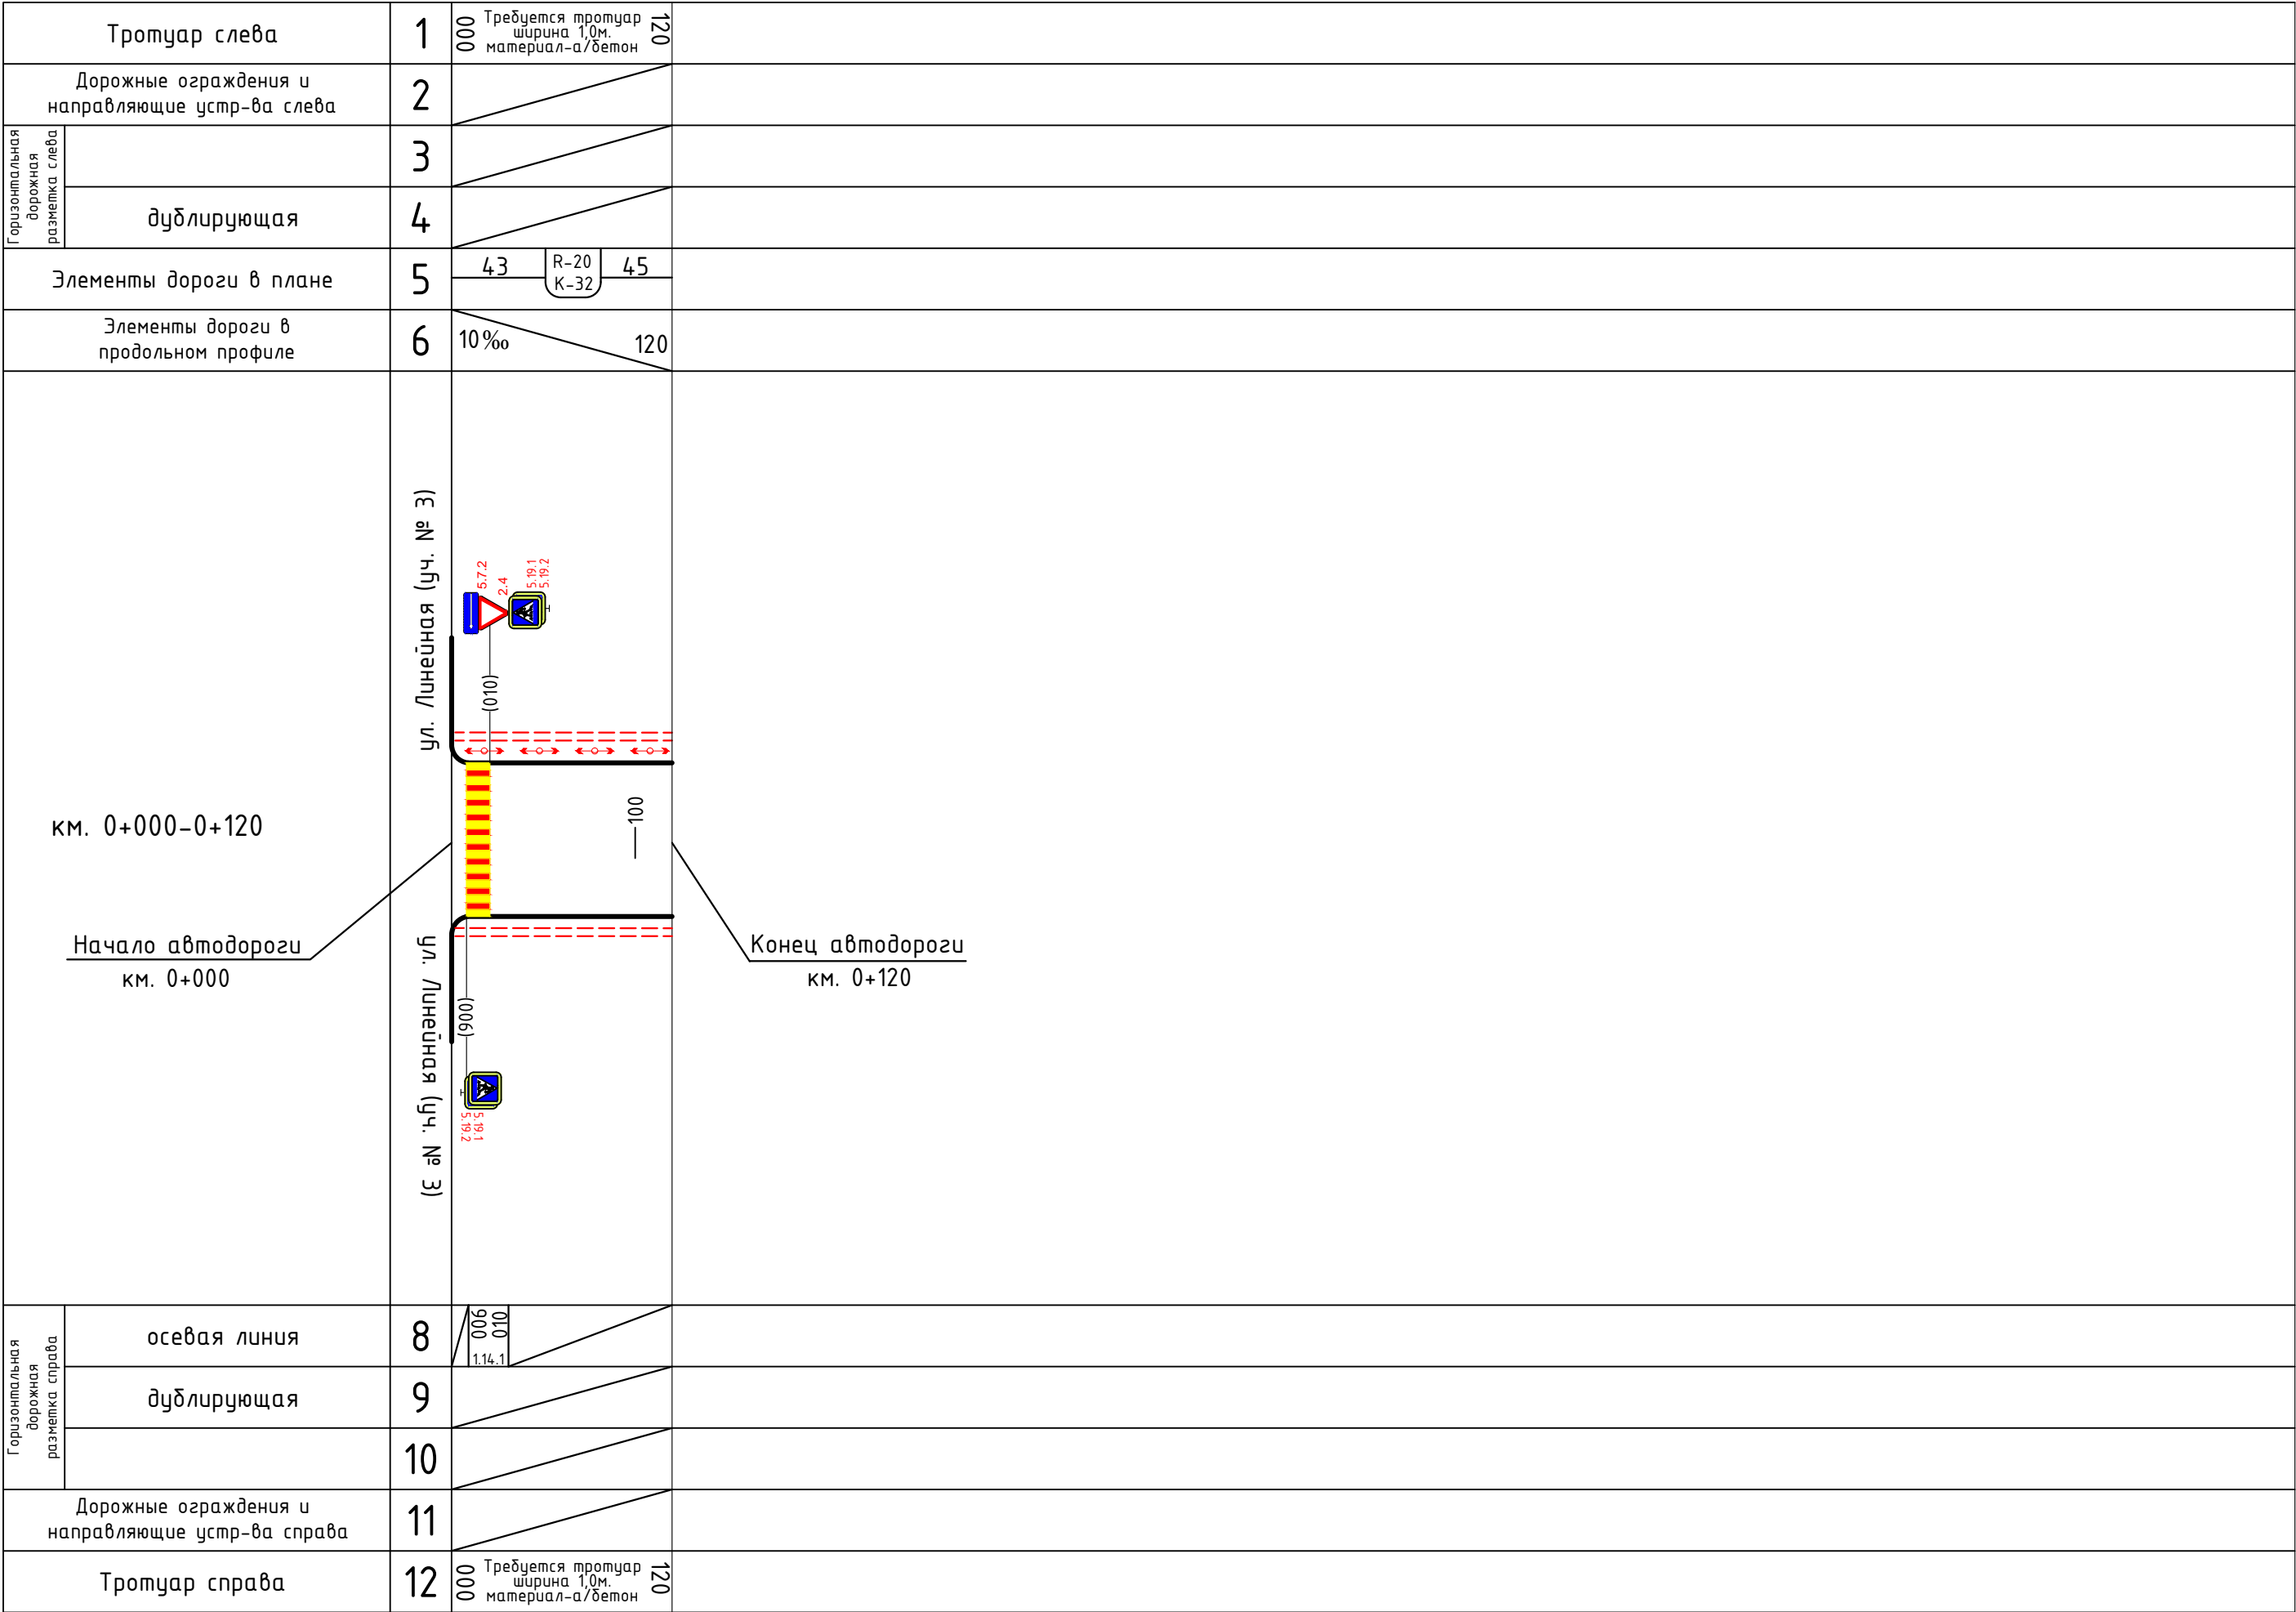 Тротуар слева
1
000
Требуется тротуар
ширина 1,0м.
материал-а/бетон
120
Дорожные ограждения и
направляющие устр-ва слева
2
Горизонтальная
дорожная
разметка слева
3
дублирующая
4
Элементы дороги в плане
5
43
R-20
К-32
45
Элементы дороги в
продольном профиле
6
10‰
120
ул. Линейная (уч. № 3)
5.7.2
2.4
5.19.1
5.19.2
(010)
км. 0+000-0+120
100
Начало автодороги
км. 0+000
Конец автодороги
км. 0+120
ул. Линейная (уч. № 3)
(006)
5.19.1
5.19.2
Горизонтальная
дорожная
разметка справа
осевая линия
8
006
010
1.14.1
дублирующая
9
10
Дорожные ограждения и
направляющие устр-ва справа
11
Тротуар справа
12
000
Требуется тротуар
ширина 1,0м.
материал-а/бетон
120